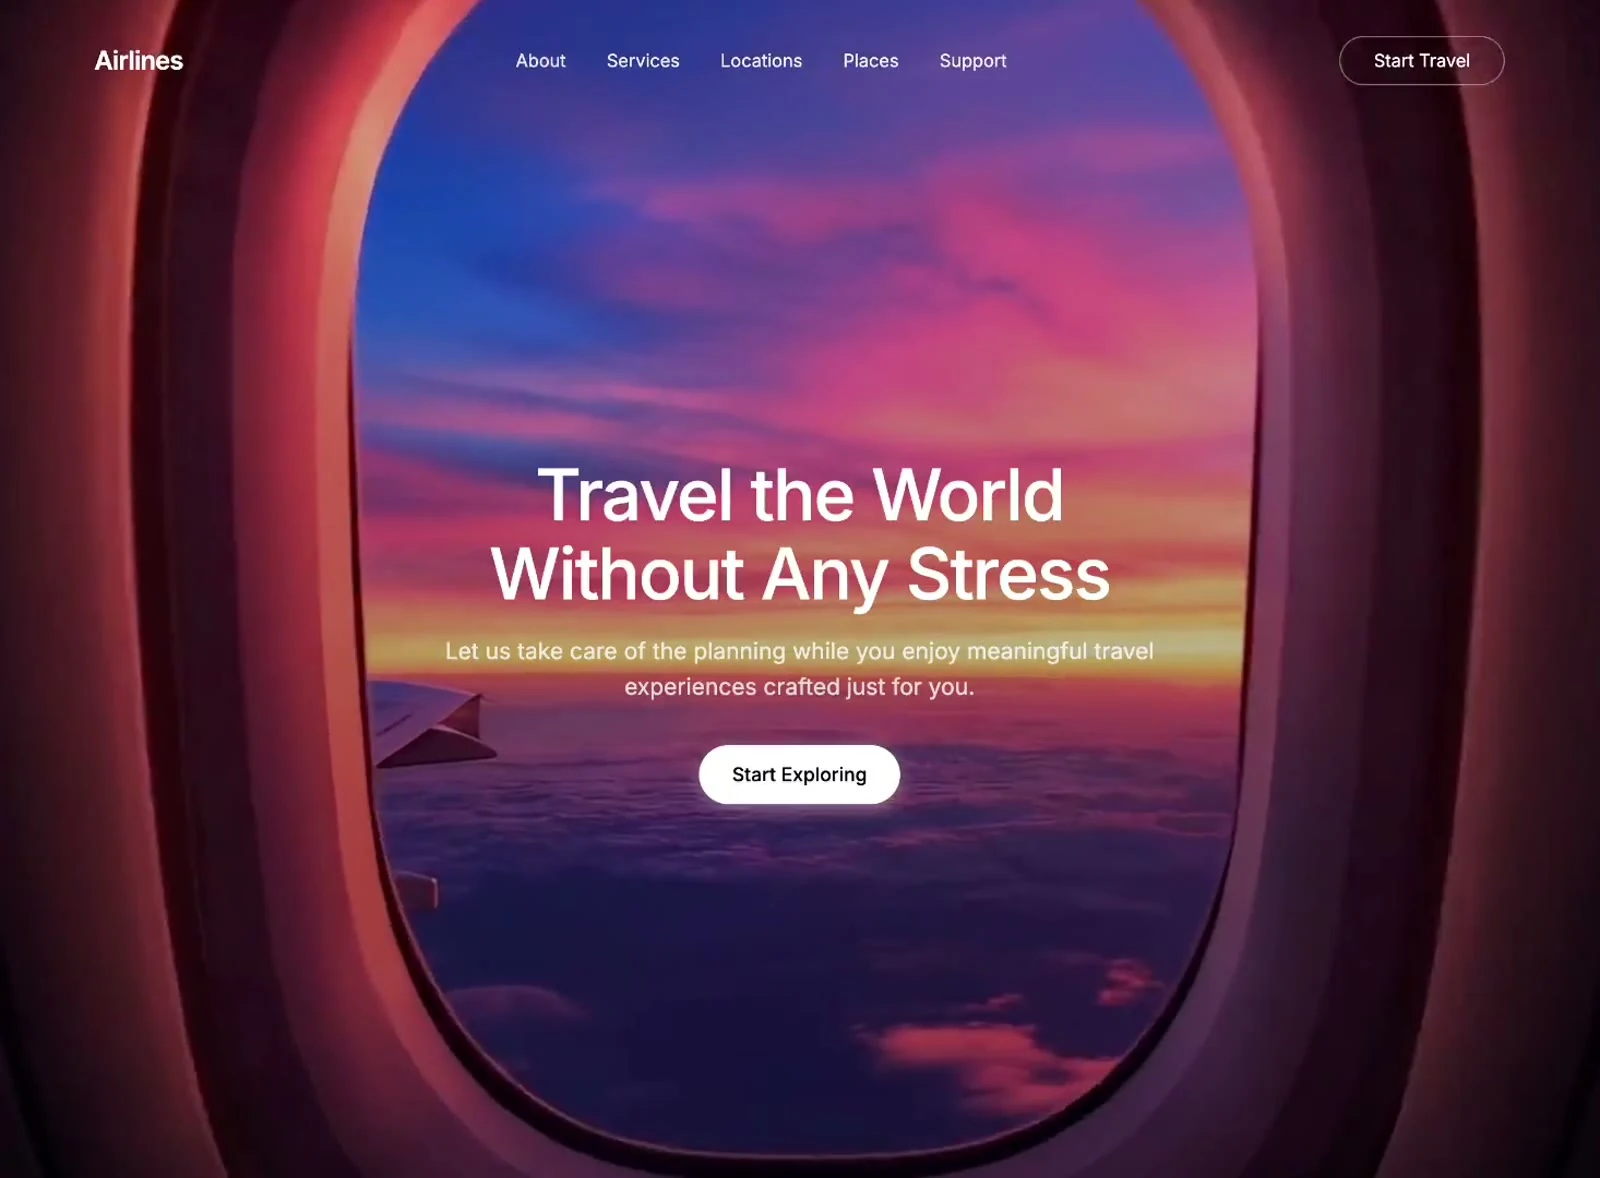 Airlines
About
Services
Locations
Places
Support
Start Travel
Travel the World
Without Any Stress
Let us take care of the planning while you enjoy meaningful travel
experiences crafted just for you.
Start Exploring